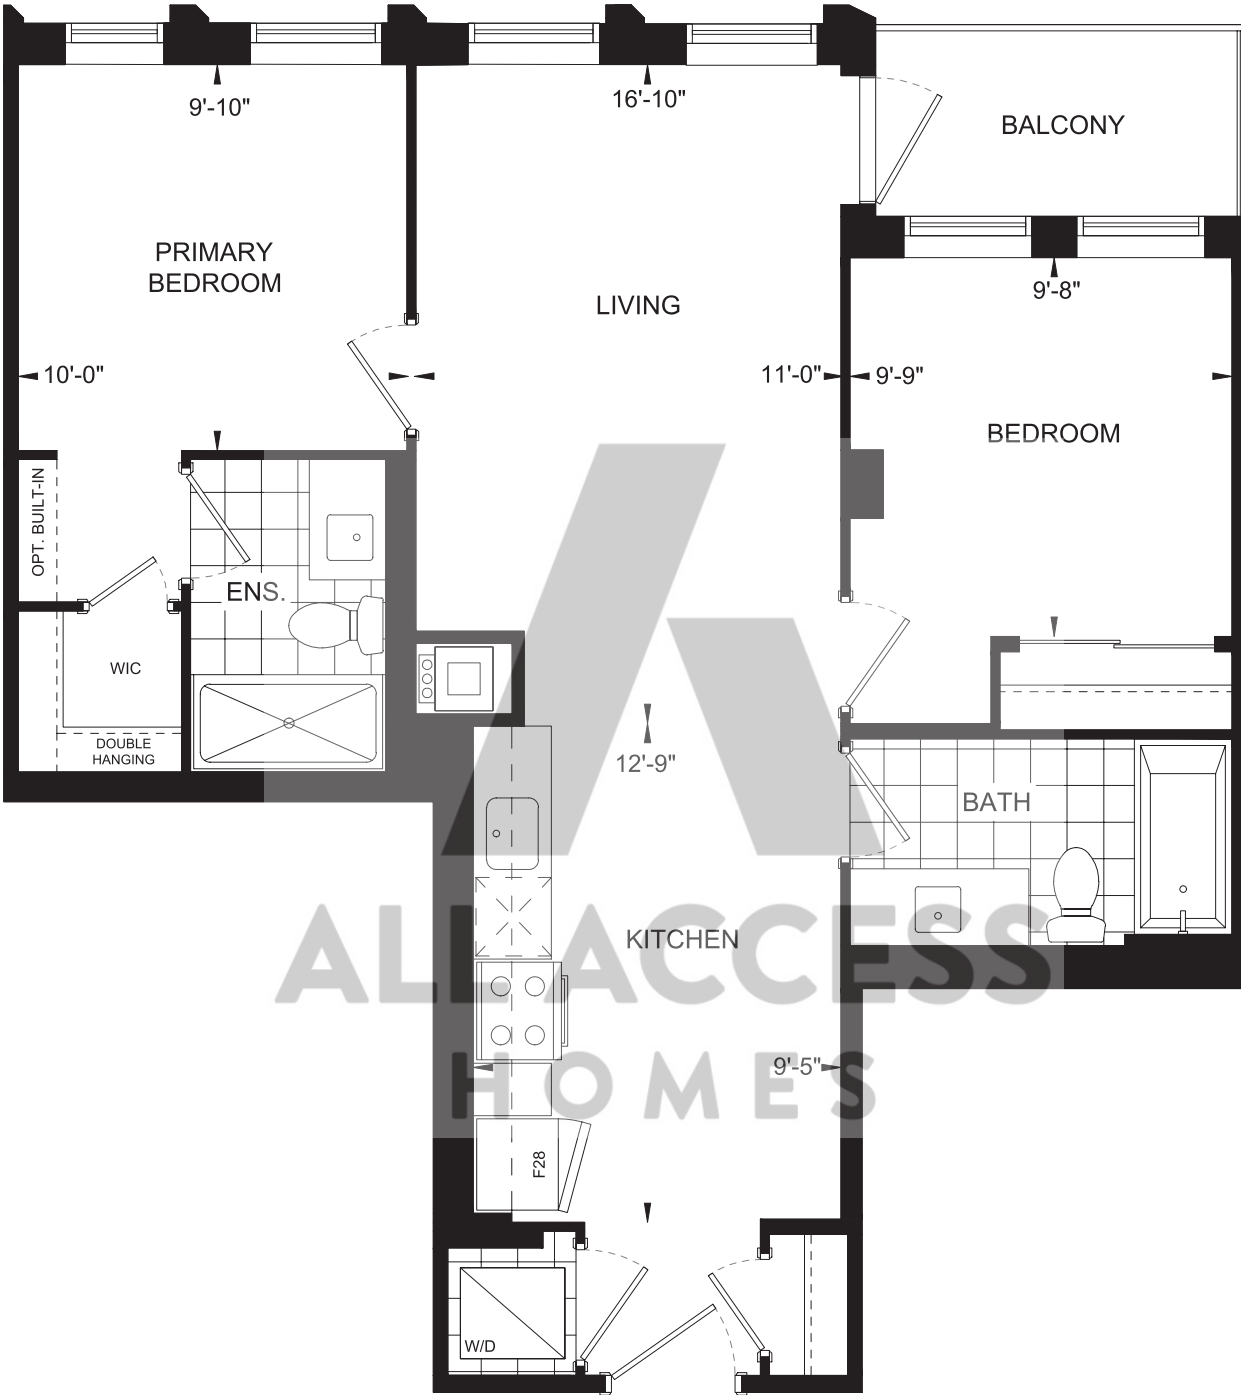 9'-10"
16'-10"
BALCONY
PRIMARY
BEDROOM
LIVING
9'-8"
10'-0"
11'-0"
9'-9"
BEDROOM
OPT. BUILT-IN
ENS.
WIC
DOUBLE
HANGING
12'-9"
BATH
KITCHEN
ALL ACCESS
HOMES
9'-5"
F28
W/D